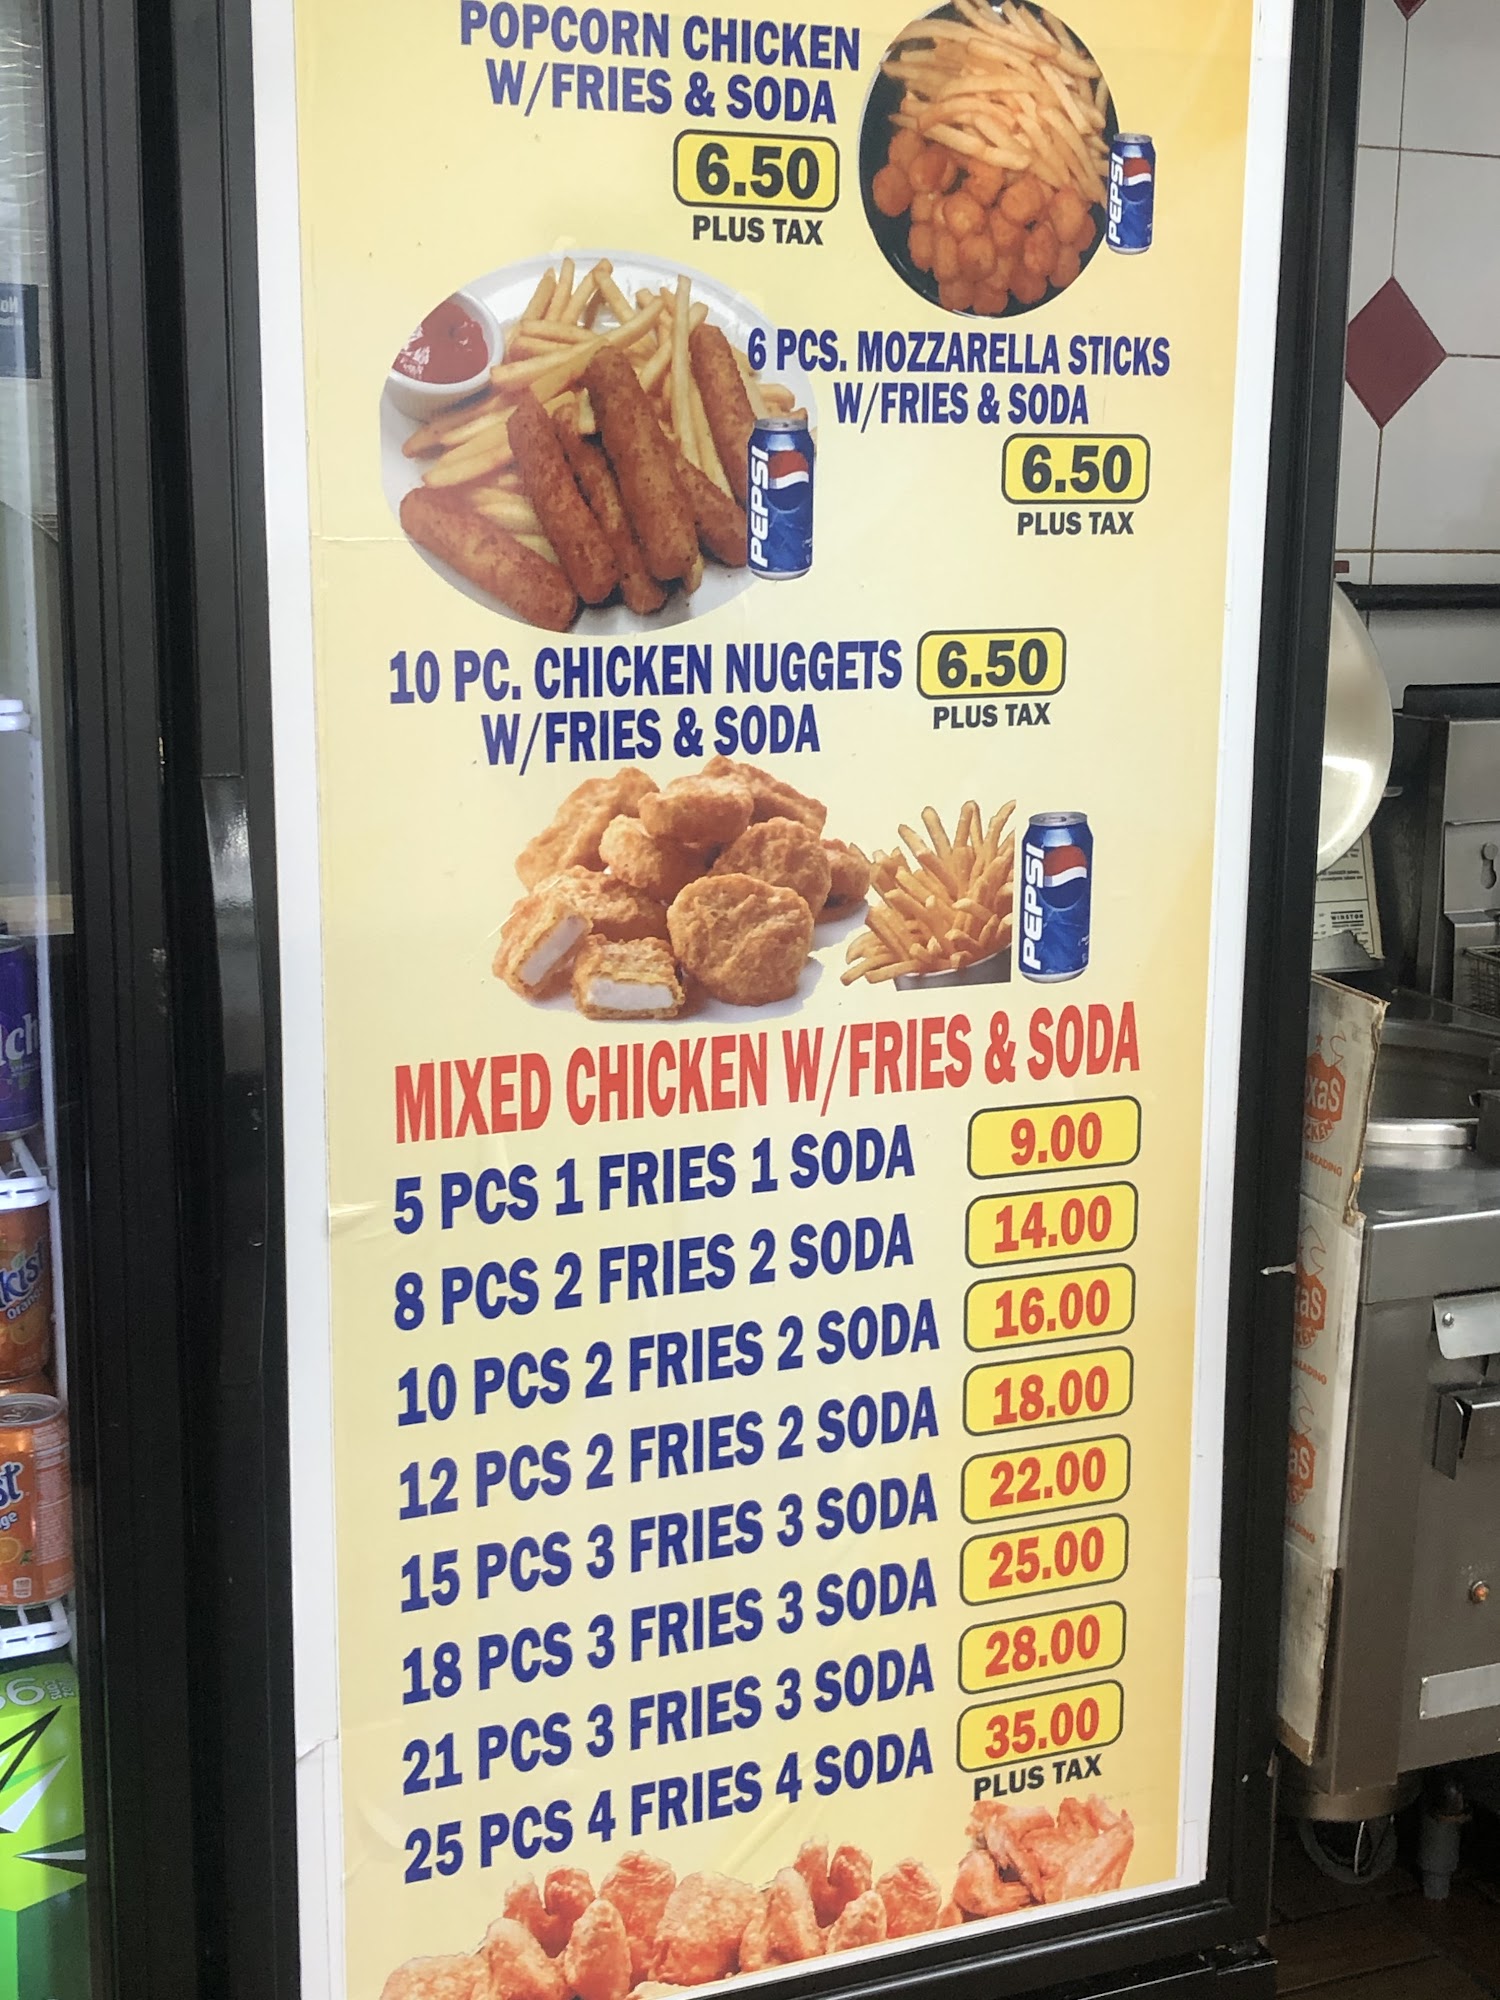 POPCORN CHICKEN
W/FRIES & SODA
6.50
PLUS TAX
PEPSI
6 PCS. MOZZARELLA STICKS
W/FRIES & SODA
6.50
PLUS TAX
PEPSI
10 PC. CHICKEN NUGGETS 6.50
W/FRIES & SODA
PLUS TAX
PEPSI
MIXED CHICKEN W/FRIES & SODA
5 PCS 1 FRIES 1 SODA 9.00
8 PCS 2 FRIES 2 SODA 14.00
10 PCS 2 FRIES 2 SODA 16.00
12 PCS 2 FRIES 2 SODA 18.00
15 PCS 3 FRIES 3 SODA 22.00
18 PCS 3 FRIES 3 SODA 25.00
21 PCS 3 FRIES 3 SODA 28.00
25 PCS 4 FRIES 4 SODA 35.00
PLUS TAX
WINSTON